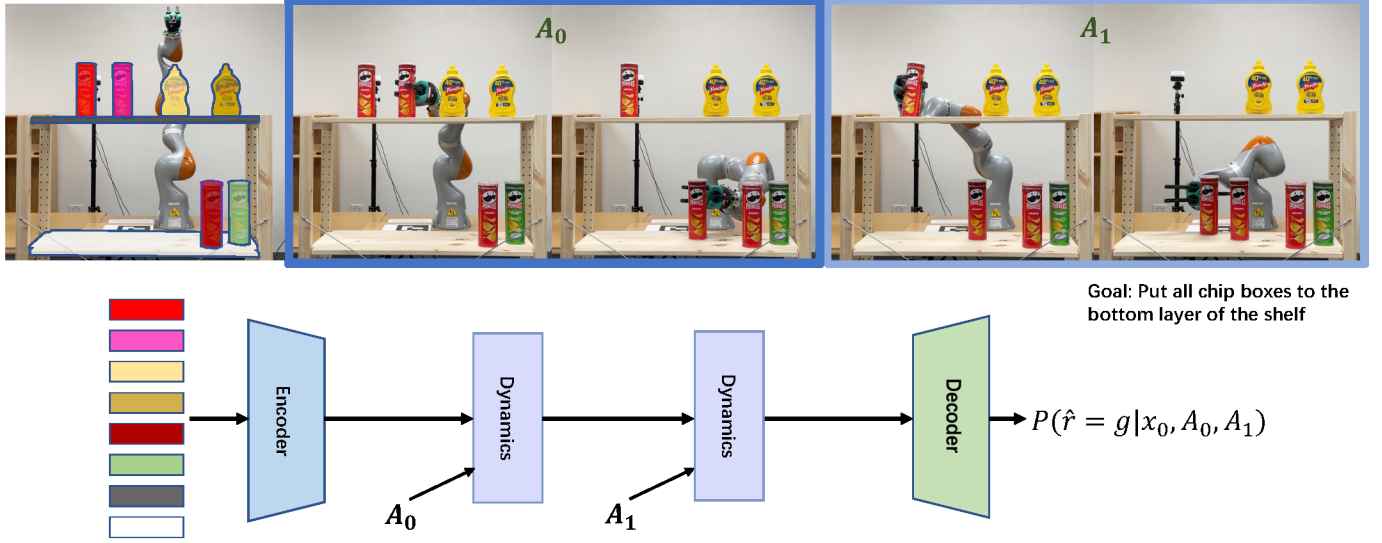 A₀
A₁
Goal: Put all chip boxes to the
bottom layer of the shelf
Encoder
Dynamics
Dynamics
Decoder
P(r̂ = g|x₀, A₀, A₁)
A₀
A₁